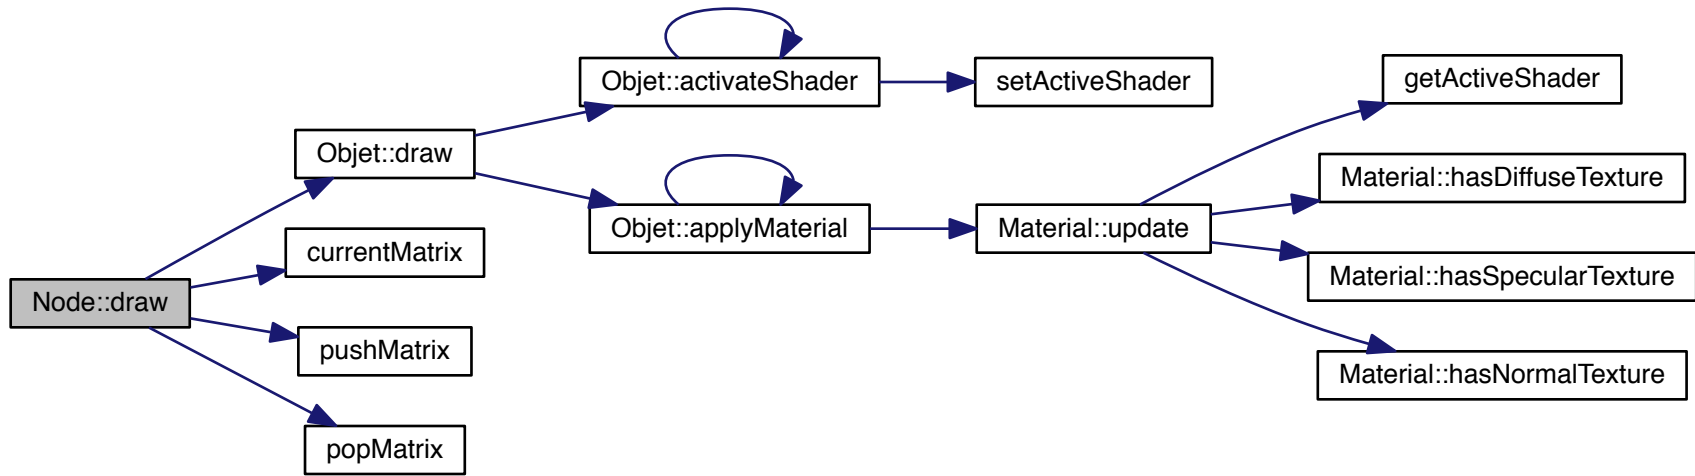 Objet::activateShader
setActiveShader
getActiveShader
Objet::draw
Material::hasDiffuseTexture
Objet::applyMaterial
Material::update
currentMatrix
Material::hasSpecularTexture
Node::draw
pushMatrix
Material::hasNormalTexture
popMatrix